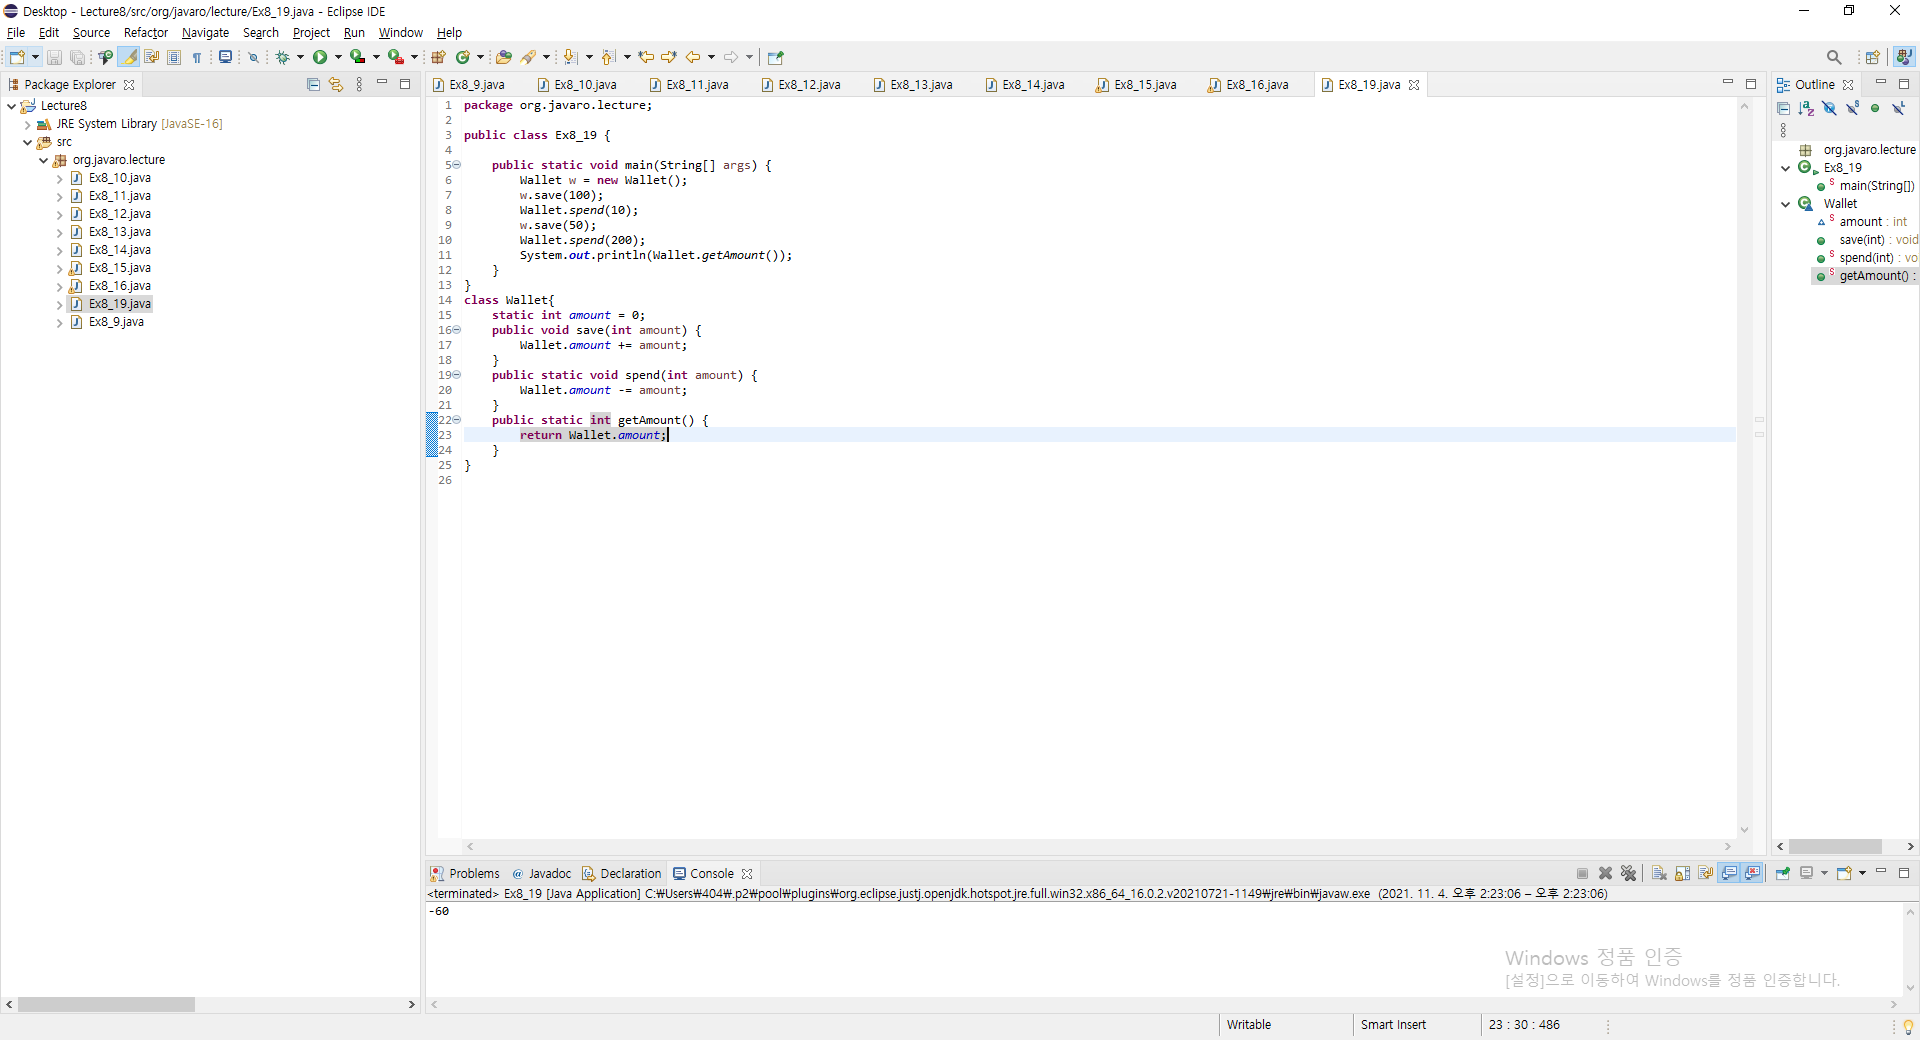 Desktop - Lecture8/src/org/javaro/lecture/Ex8_19.java - Eclipse IDE
File Edit Source Refactor Navigate Search Project Run Window Help
Package Explorer
Lecture8
JRE System Library [JavaSE-16]
src
org.javaro.lecture
Ex8_10.java
Ex8_11.java
Ex8_12.java
Ex8_13.java
Ex8_14.java
Ex8_15.java
Ex8_16.java
Ex8_19.java
Ex8_9.java
Ex8_9.java Ex8_10.java Ex8_11.java Ex8_12.java Ex8_13.java Ex8_14.java Ex8_15.java Ex8_16.java Ex8_19.java
1 package org.javaro.lecture;
2
3 public class Ex8_19 {
4
5 public static void main(String[] args) {
6 Wallet w = new Wallet();
7 w.save(100);
8 Wallet.spend(10);
9 w.save(50);
10 Wallet.spend(200);
11 System.out.println(Wallet.getAmount());
12 }
13 }
14 class Wallet{
15 static int amount = 0;
16 public void save(int amount) {
17 Wallet.amount += amount;
18 }
19 public static void spend(int amount) {
20 Wallet.amount -= amount;
21 }
22 public static int getAmount() {
23 return Wallet.amount;
24 }
25 }
26
Outline
org.javaro.lecture
Ex8_19
main(String[])
Wallet
amount : int
save(int) : void
spend(int) : vo
getAmount() :
Problems Javadoc Declaration Console
<terminated> Ex8_19 [Java Application] C:₩Users₩404₩.p2₩pool₩plugins₩org.eclipse.justj.openjdk.hotspot.jre.full.win32.x86_64_16.0.2.v20210721-1149₩jre₩bin₩javaw.exe (2021. 11. 4. 오후 2:23:06 – 오후 2:23:06)
-60
Windows 정품 인증
[설정]으로 이동하여 Windows를 정품 인증합니다.
Writable Smart Insert 23 : 30 : 486